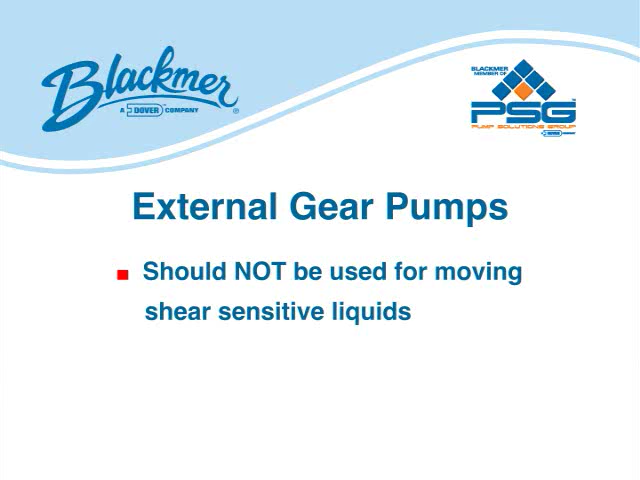 Blackmer
A DOVER COMPANY
BLACKMER
MEMBER OF
PSG
PUMP SOLUTIONS GROUP
External Gear Pumps
Should NOT be used for moving
shear sensitive liquids